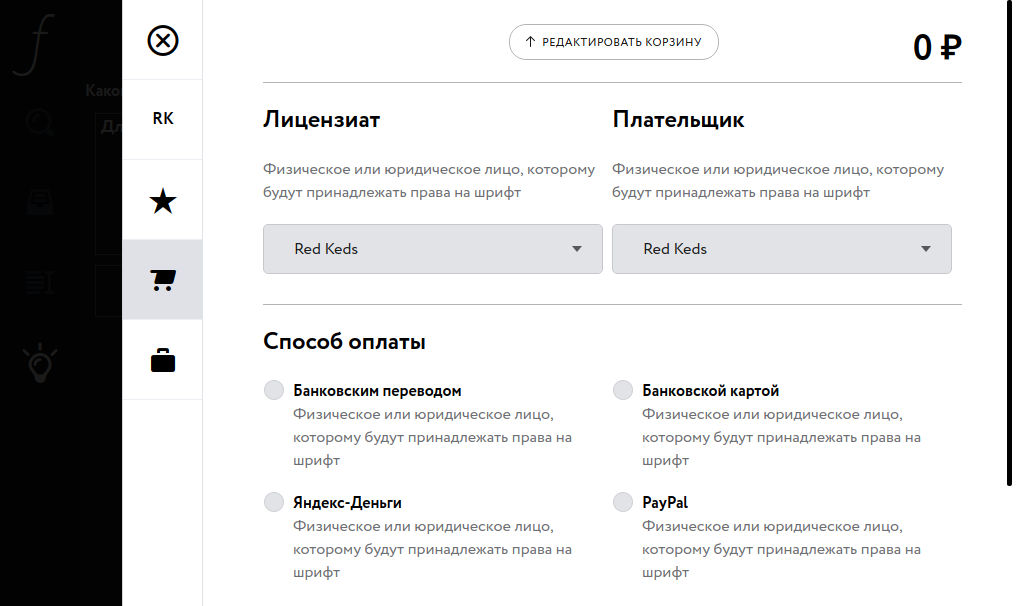 РЕДАКТИРОВАТЬ КОРЗИНУ
0 ₽
RK
Лицензиат
Физическое или юридическое лицо, которому
будут принадлежать права на шрифт
Red Keds
Плательщик
Физическое или юридическое лицо, которому
будут принадлежать права на шрифт
Red Keds
Способ оплаты
Банковским переводом
Физическое или юридическое лицо,
которому будут принадлежать права на
шрифт
Банковской картой
Физическое или юридическое лицо,
которому будут принадлежать права на
шрифт
Яндекс-Деньги
Физическое или юридическое лицо,
которому будут принадлежать права на
шрифт
PayPal
Физическое или юридическое лицо,
которому будут принадлежать права на
шрифт